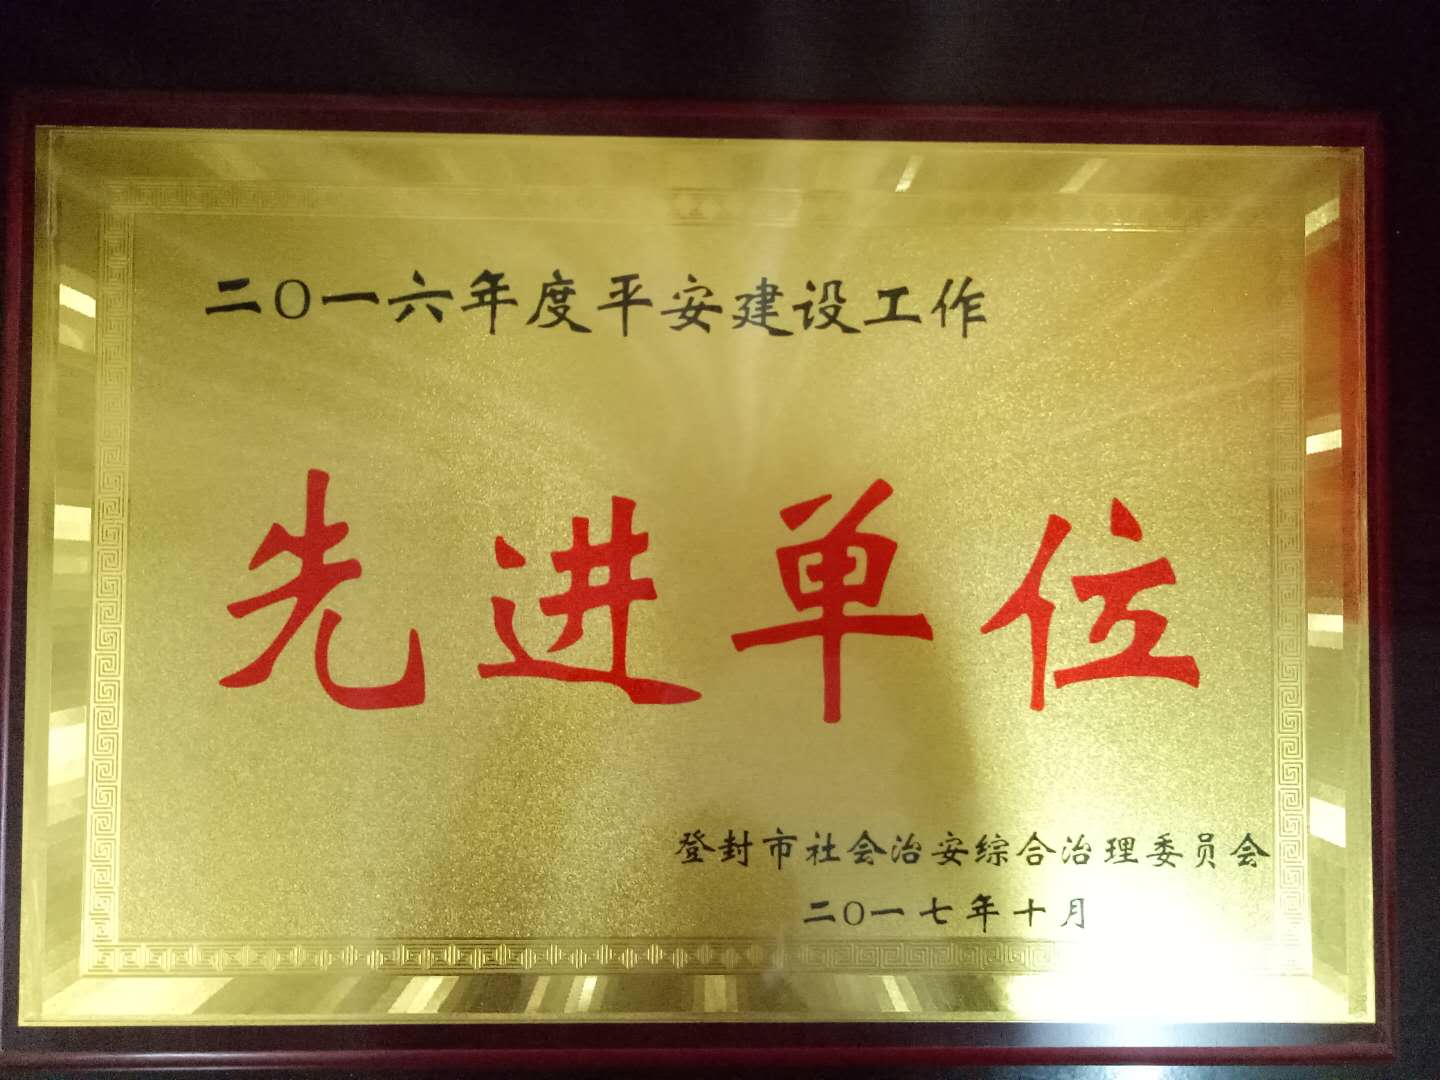 二〇一六年度平安建设工作
先进单位
登封市社会治安综合治理委员会
二〇一七年十月